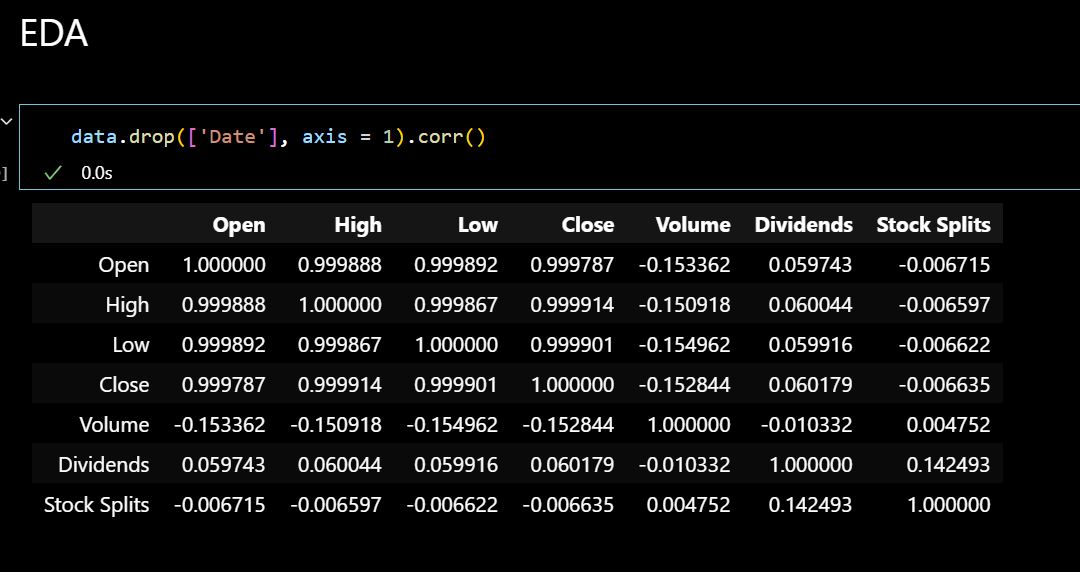 EDA
data.drop(['Date'], axis = 1).corr()
] ✓ 0.0s
Open High Low Close Volume Dividends Stock Splits
Open 1.000000 0.999888 0.999892 0.999787 -0.153362 0.059743 -0.006715
High 0.999888 1.000000 0.999867 0.999914 -0.150918 0.060044 -0.006597
Low 0.999892 0.999867 1.000000 0.999901 -0.154962 0.059916 -0.006622
Close 0.999787 0.999914 0.999901 1.000000 -0.152844 0.060179 -0.006635
Volume -0.153362 -0.150918 -0.154962 -0.152844 1.000000 -0.010332 0.004752
Dividends 0.059743 0.060044 0.059916 0.060179 -0.010332 1.000000 0.142493
Stock Splits -0.006715 -0.006597 -0.006622 -0.006635 0.004752 0.142493 1.000000